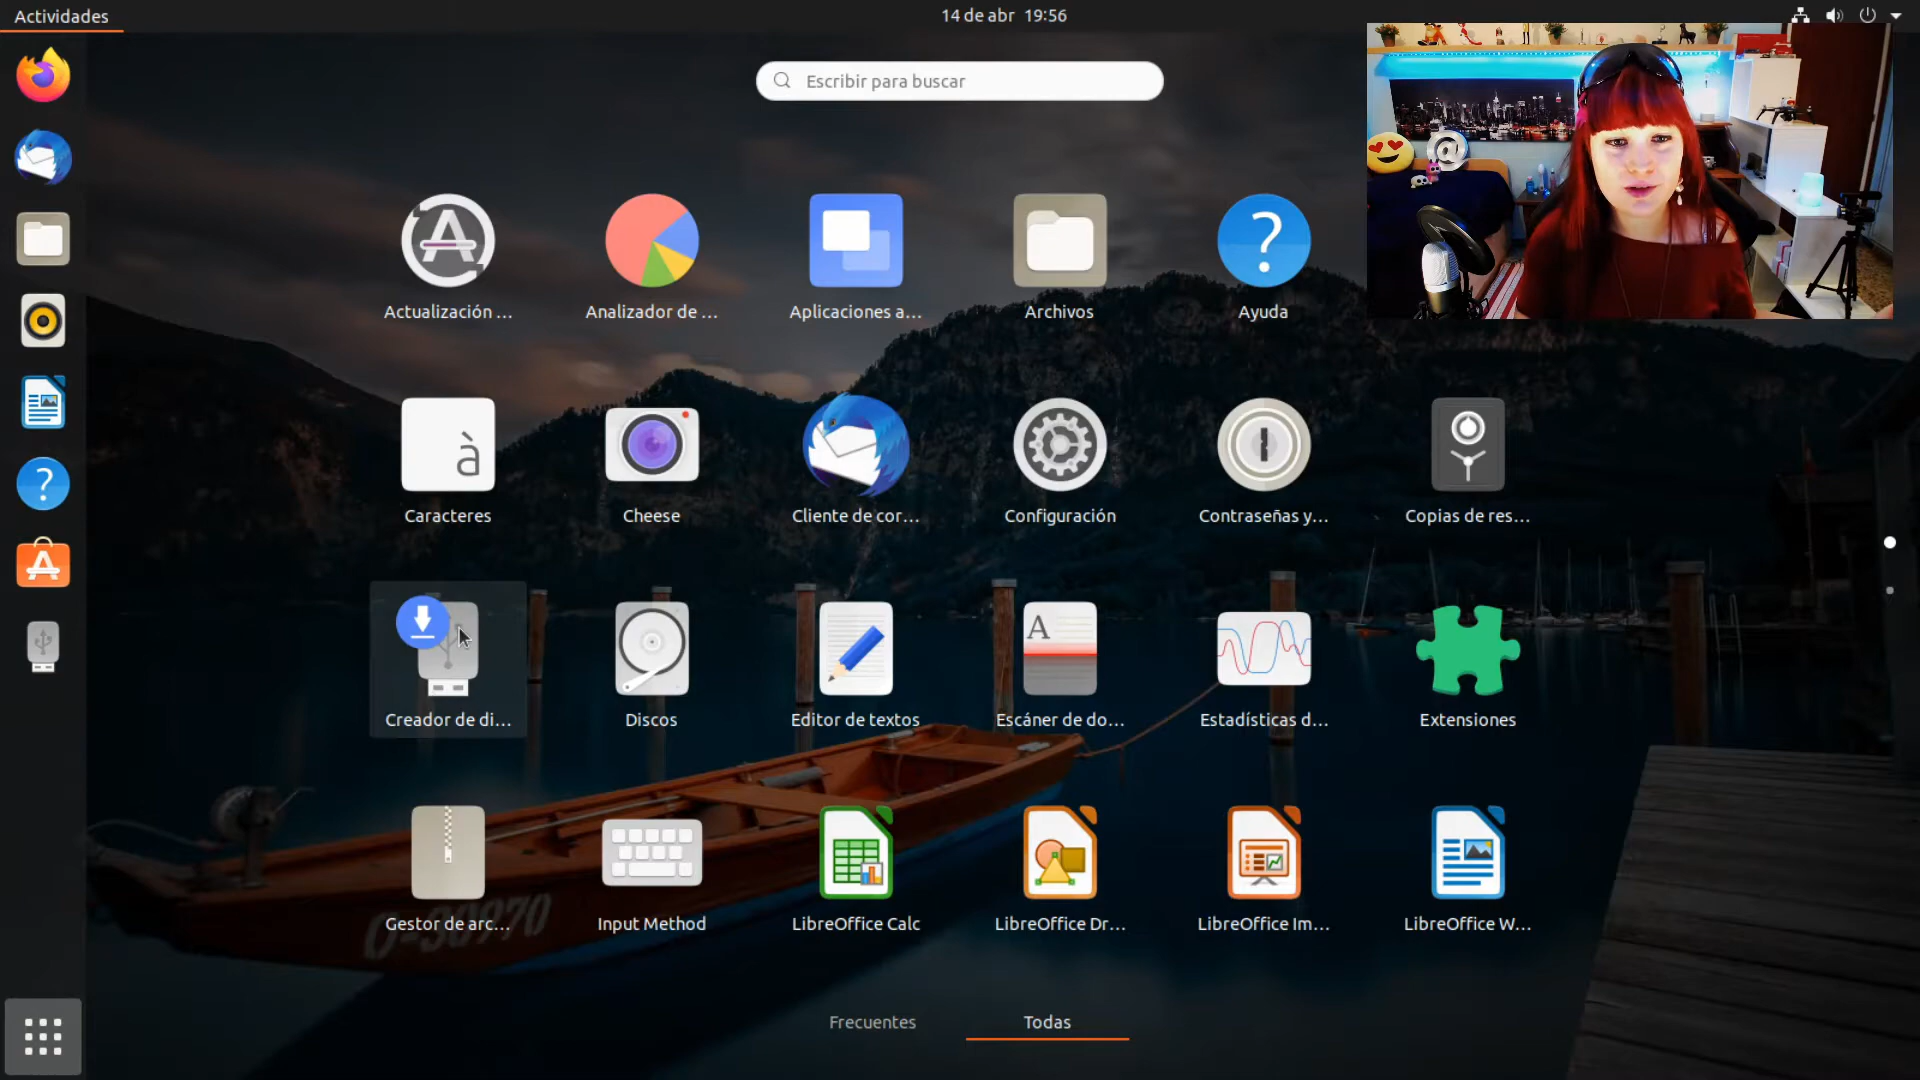 Actividades
14 de abr 19:56
Escribir para buscar
Actualización ...
Analizador de ...
Aplicaciones a...
Archivos
Ayuda
Caracteres
Cheese
Cliente de cor...
Configuración
Contraseñas y...
Copias de res...
Creador de di...
Discos
Editor de textos
Escáner de do...
Estadísticas d...
Extensiones
Gestor de arc...
Input Method
LibreOffice Calc
LibreOffice Dr...
LibreOffice Im...
LibreOffice W...
Frecuentes
Todas